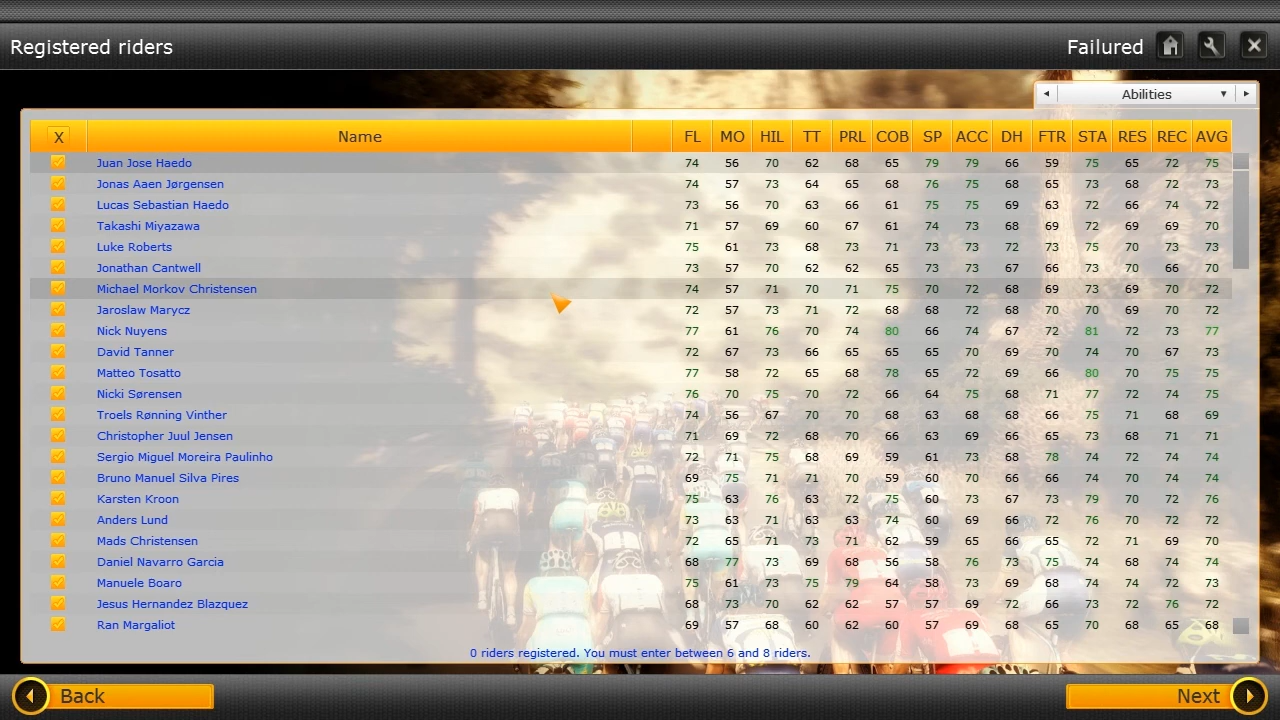 Registered riders
Failured
Abilities
X Name FL MO HIL TT PRL COB SP ACC DH FTR STA RES REC AVG
Juan Jose Haedo 74 56 70 62 68 65 79 79 66 59 75 65 72 75
Jonas Aaen Jørgensen 74 57 73 64 65 68 76 75 68 65 73 68 72 73
Lucas Sebastian Haedo 73 56 70 63 66 61 75 75 69 63 72 66 74 72
Takashi Miyazawa 71 57 69 60 67 61 74 73 68 69 72 69 69 70
Luke Roberts 75 61 73 68 73 71 73 73 72 73 75 70 73 73
Jonathan Cantwell 73 57 70 62 62 65 73 73 67 66 73 70 66 70
Michael Morkov Christensen 74 57 71 70 71 75 70 72 68 69 73 69 70 72
Jaroslaw Marycz 72 57 73 71 72 68 68 72 68 70 70 69 70 72
Nick Nuyens 77 61 76 70 74 80 66 74 67 72 81 72 73 77
David Tanner 72 67 73 66 65 65 65 70 69 70 74 70 67 73
Matteo Tosatto 77 58 72 65 68 78 65 72 69 66 80 70 75 75
Nicki Sørensen 76 70 75 70 72 66 64 75 68 71 77 72 74 75
Troels Rønning Vinther 74 56 67 70 70 68 63 68 68 66 75 71 68 69
Christopher Juul Jensen 71 69 72 68 70 66 63 69 66 65 73 68 71 71
Sergio Miguel Moreira Paulinho 72 71 75 68 69 59 61 73 68 78 74 72 74 74
Bruno Manuel Silva Pires 69 75 71 71 70 59 60 70 66 66 74 70 74 74
Karsten Kroon 75 63 76 63 72 75 60 73 67 73 79 70 72 76
Anders Lund 73 63 71 63 63 74 60 69 66 72 76 70 72 72
Mads Christensen 72 65 71 73 71 62 59 65 66 65 72 71 69 70
Daniel Navarro Garcia 68 77 73 69 68 56 58 76 73 75 74 68 74 74
Manuele Boaro 75 61 73 75 79 64 58 73 69 68 74 74 72 73
Jesus Hernandez Blazquez 68 73 70 62 62 57 57 69 72 66 73 72 76 72
Ran Margaliot 69 57 68 60 62 60 57 69 68 65 70 68 65 68
0 riders registered. You must enter between 6 and 8 riders.
Back
Next